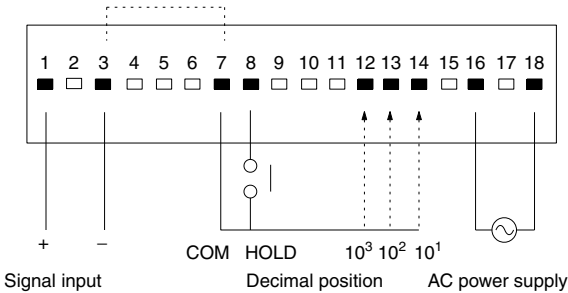 1 2 3 4 5 6 7 8 9 10 11 12 13 14 15 16 17 18
+ −
COM HOLD 10³ 10² 10¹
Signal input Decimal position AC power supply